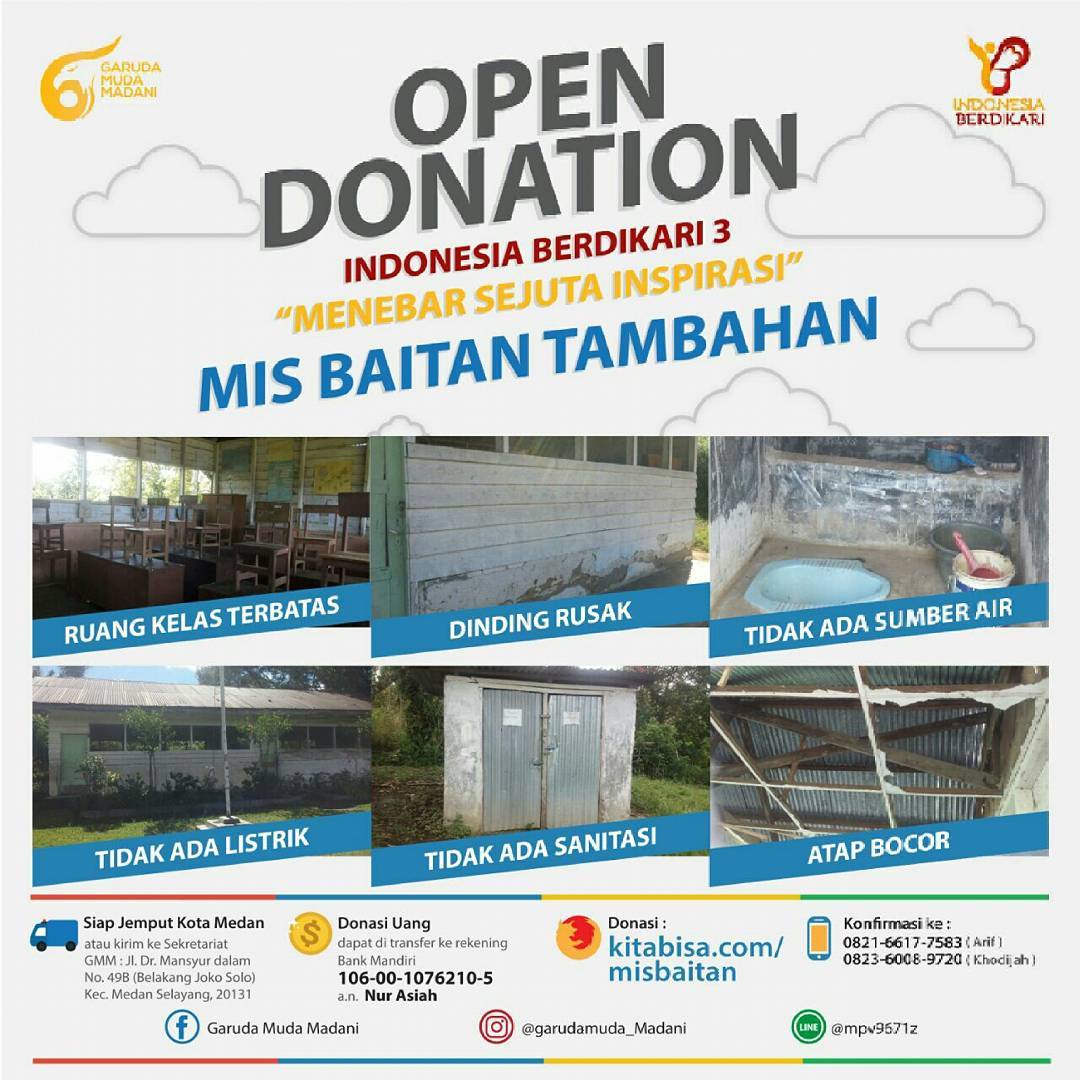 GARUDA
MUDA
MADANI
INDONESIA
BERDIKARI
OPEN
DONATION
INDONESIA BERDIKARI 3
“MENEBAR SEJUTA INSPIRASI”
MIS BAITAN TAMBAHAN
RUANG KELAS TERBATAS
DINDING RUSAK
TIDAK ADA SUMBER AIR
TIDAK ADA LISTRIK
TIDAK ADA SANITASI
ATAP BOCOR
Siap Jemput Kota Medan
atau kirim ke Sekretariat
GMM : Jl. Dr. Mansyur dalam
No. 49B (Belakang Joko Solo)
Kec. Medan Selayang, 20131
Donasi Uang
dapat di transfer ke rekening
Bank Mandiri
106-00-1076210-5
a.n. Nur Asiah
Donasi :
kitabisa.com/
misbaitan
Konfirmasi ke :
0821-6617-7583 ( Arif )
0823-6008-9720 ( Khodijah )
Garuda Muda Madani
@garudamuda_Madani
LINE
@mpv9671z